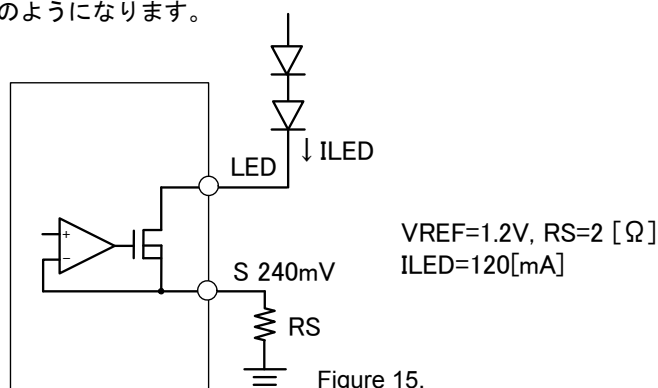 のようになります。
↓ILED
LED
+
−
VREF=1.2V, RS=2 [Ω]
ILED=120[mA]
S 240mV
RS
Figure 15.